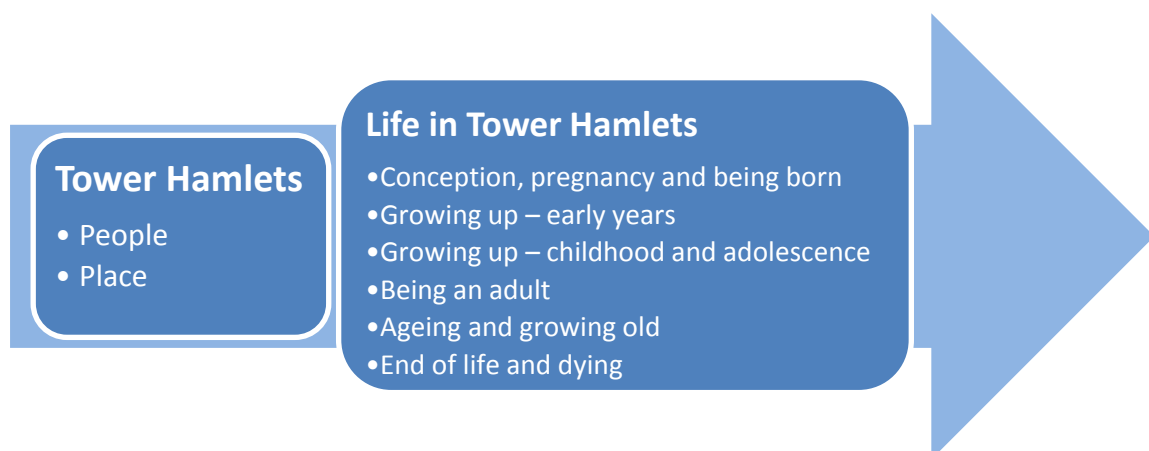 Tower Hamlets
• People
• Place
Life in Tower Hamlets
•Conception, pregnancy and being born
•Growing up – early years
•Growing up – childhood and adolescence
•Being an adult
•Ageing and growing old
•End of life and dying